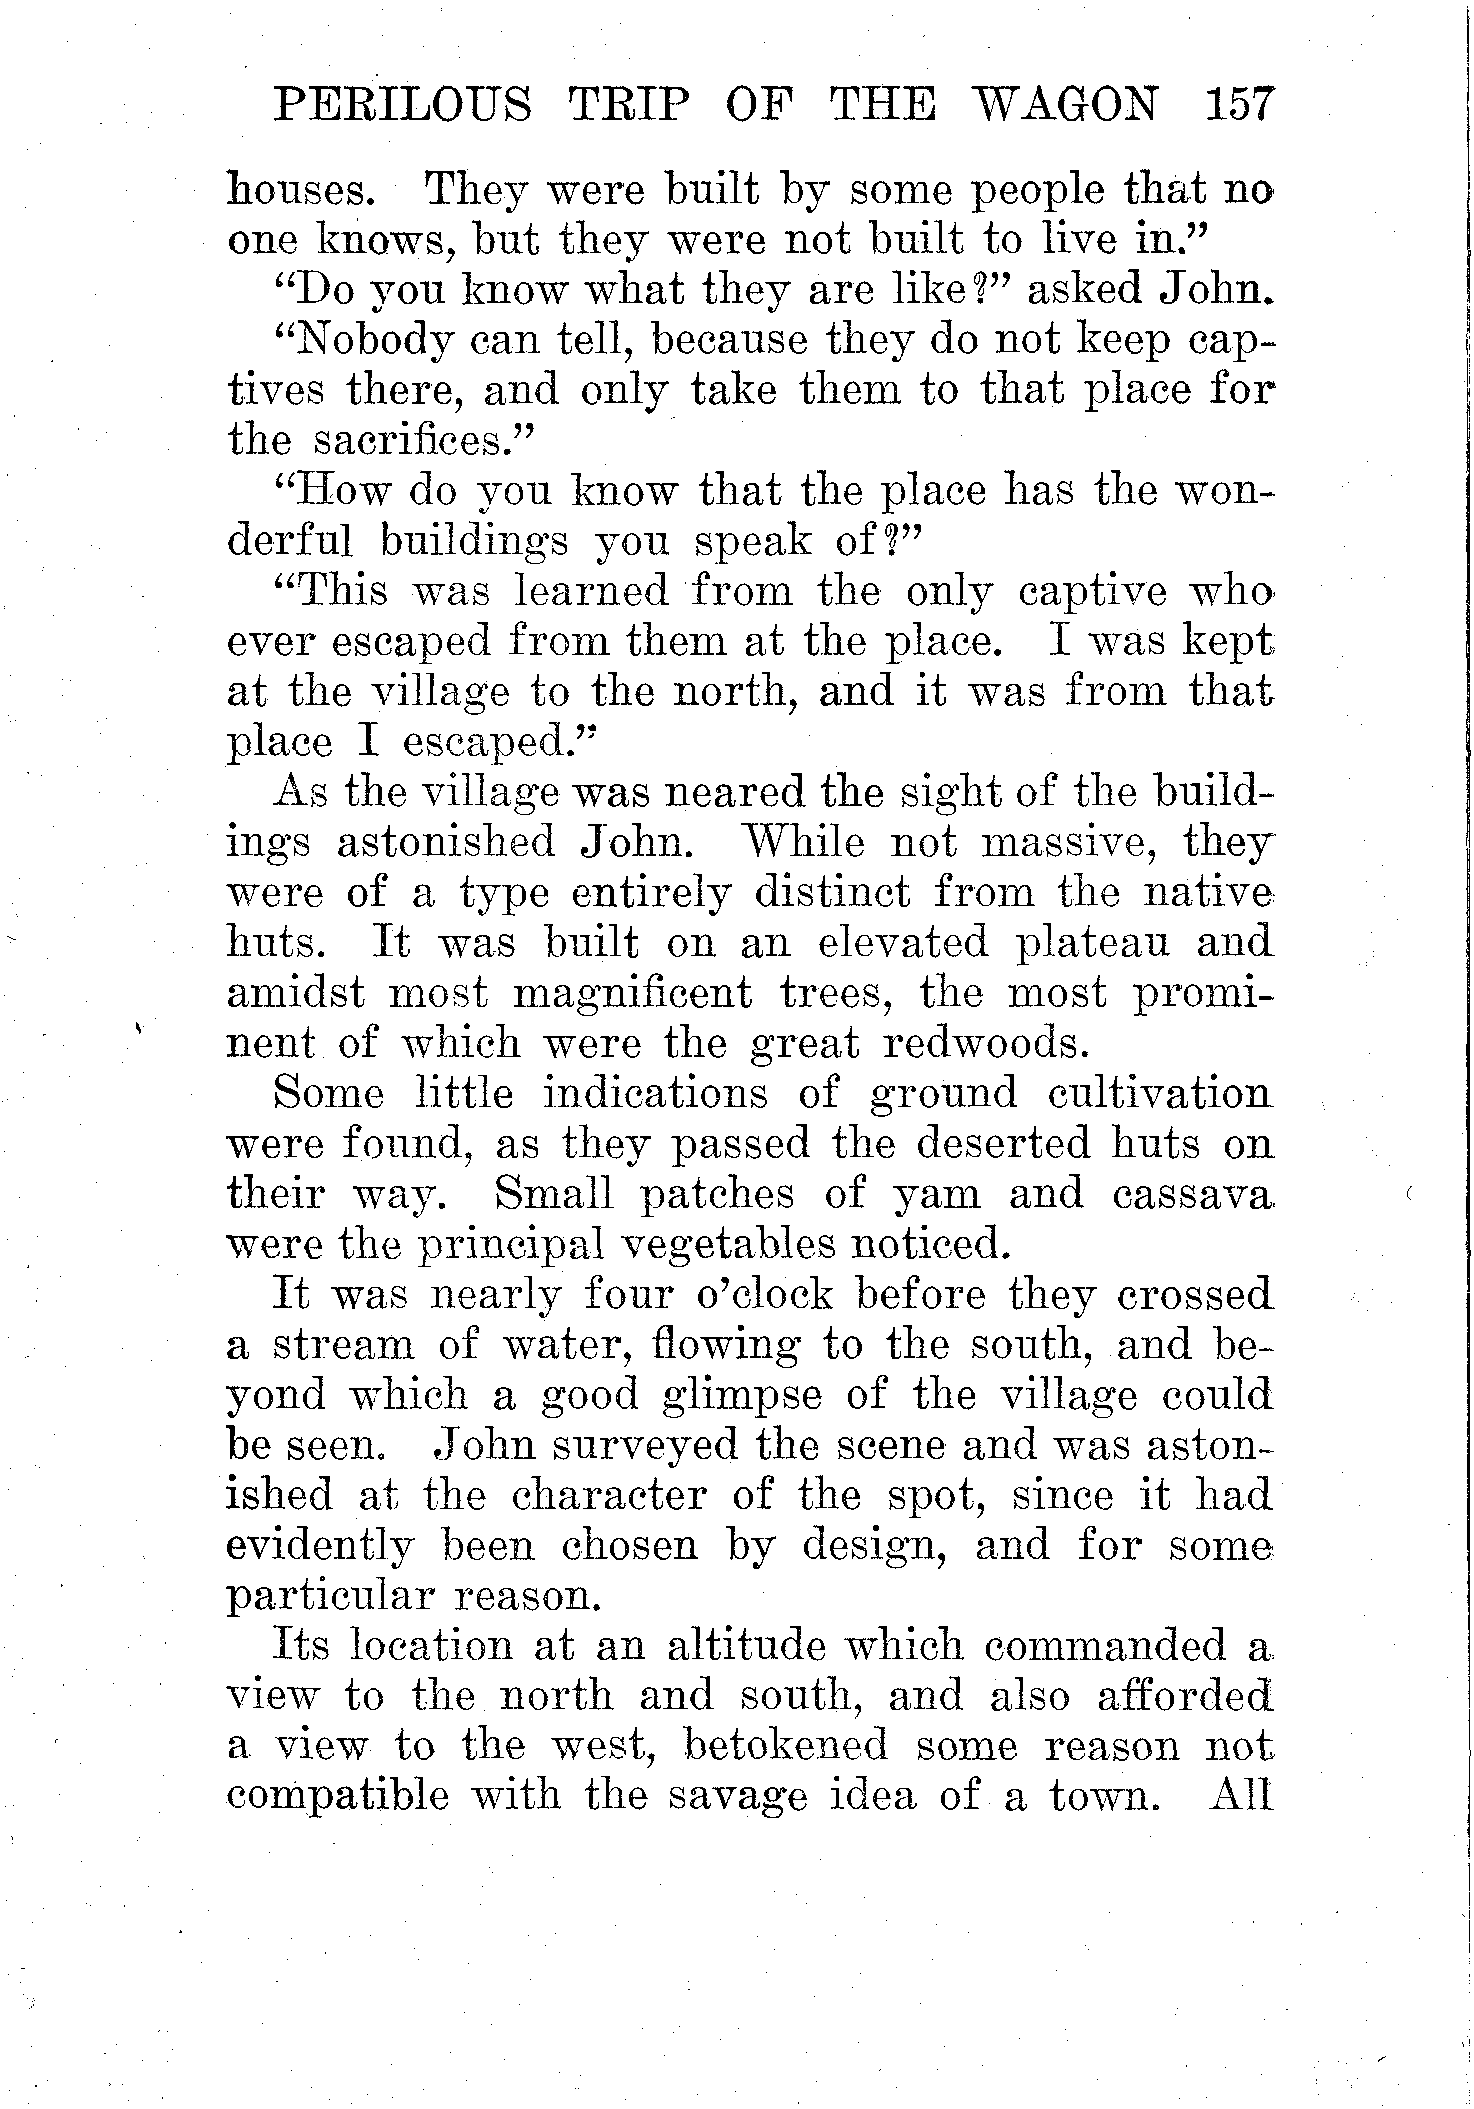 PERILOUS TRIP OF THE WAGON 157
houses. They were built by some people that no
one knows, but they were not built to live in.”
“Do you know what they are like?” asked John.
“Nobody can tell, because they do not keep cap-
tives there, and only take them to that place for
the sacrifices.”
“How do you know that the place has the won-
derful buildings you speak of?”
“This was learned from the only captive who
ever escaped from them at the place. I was kept
at the village to the north, and it was from that
place I escaped.”
As the village was neared the sight of the build-
ings astonished John. While not massive, they
were of a type entirely distinct from the native
huts. It was built on an elevated plateau and
amidst most magnificent trees, the most promi-
nent of which were the great redwoods.
Some little indications of ground cultivation
were found, as they passed the deserted huts on
their way. Small patches of yam and cassava
were the principal vegetables noticed.
It was nearly four o’clock before they crossed
a stream of water, flowing to the south, and be-
yond which a good glimpse of the village could
be seen. John surveyed the scene and was aston-
ished at the character of the spot, since it had
evidently been chosen by design, and for some
particular reason.
Its location at an altitude which commanded a
view to the north and south, and also afforded
a view to the west, betokened some reason not
compatible with the savage idea of a town. All